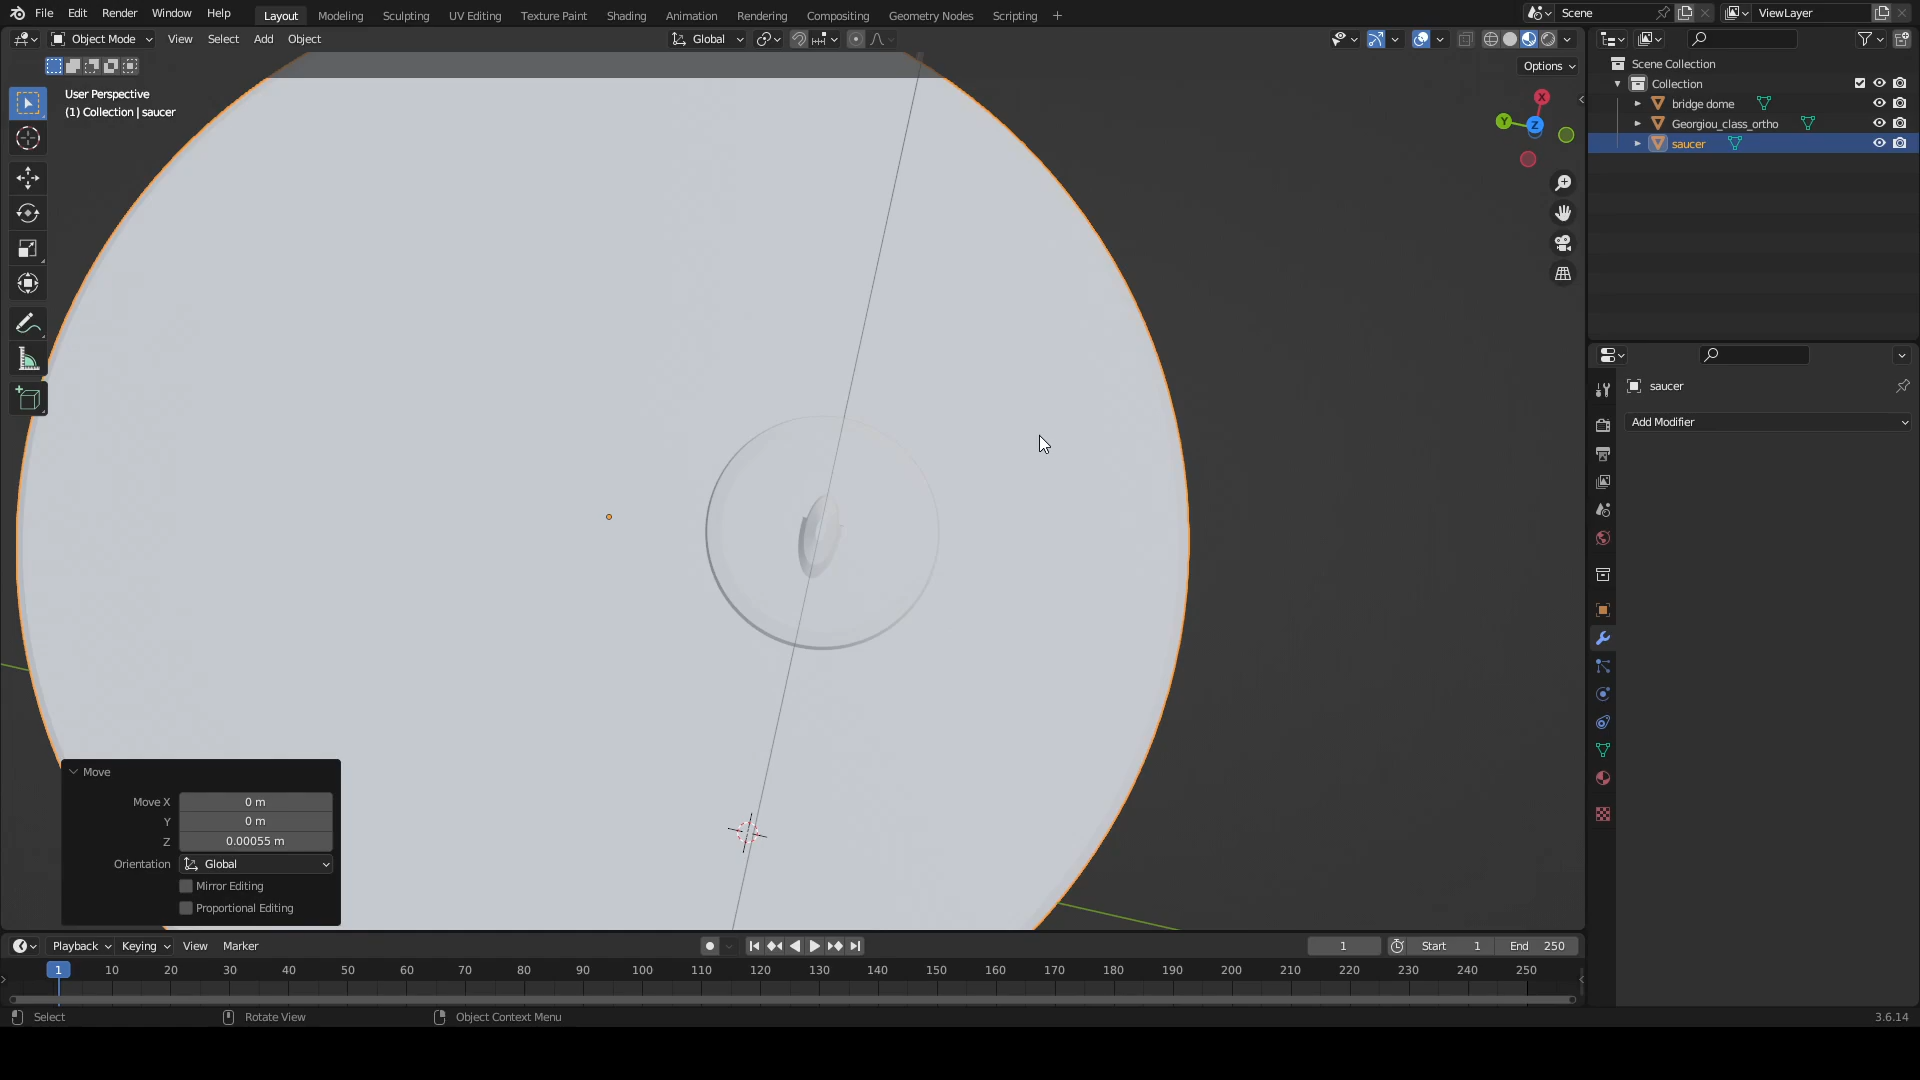 File Edit Render Window Help Layout Modeling Sculpting UV Editing Texture Paint Shading Animation Rendering Compositing Geometry Nodes Scripting + Scene ViewLayer
Object Mode View Select Add Object Global
Options
User Perspective
(1) Collection | saucer
X
Y
Z
Scene Collection
Collection
bridge dome
Georgiou_class_ortho
saucer
saucer
Add Modifier
Move
Move X 0 m
Y 0 m
Z 0.00055 m
Orientation Global
Mirror Editing
Proportional Editing
Playback Keying View Marker 1 Start 1 End 250
1 10 20 30 40 50 60 70 80 90 100 110 120 130 140 150 160 170 180 190 200 210 220 230 240 250
Select Rotate View Object Context Menu 3.6.14